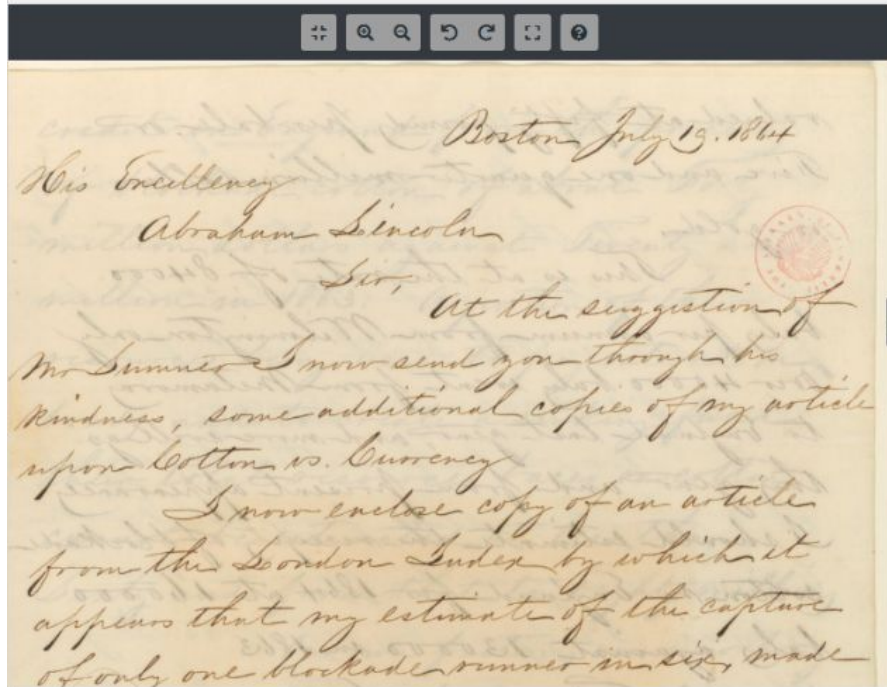 Boston July 19. 1864
His Excellency
Abraham Lincoln
Sir,
At the suggestion of
Mr Sumner I now send you through his
kindness, some additional copies of my article
upon Cotton vs. Currency
I now enclose copy of an article
from the London Index by which it
appears that my estimate of the capture
of only one blockade runner in six, made